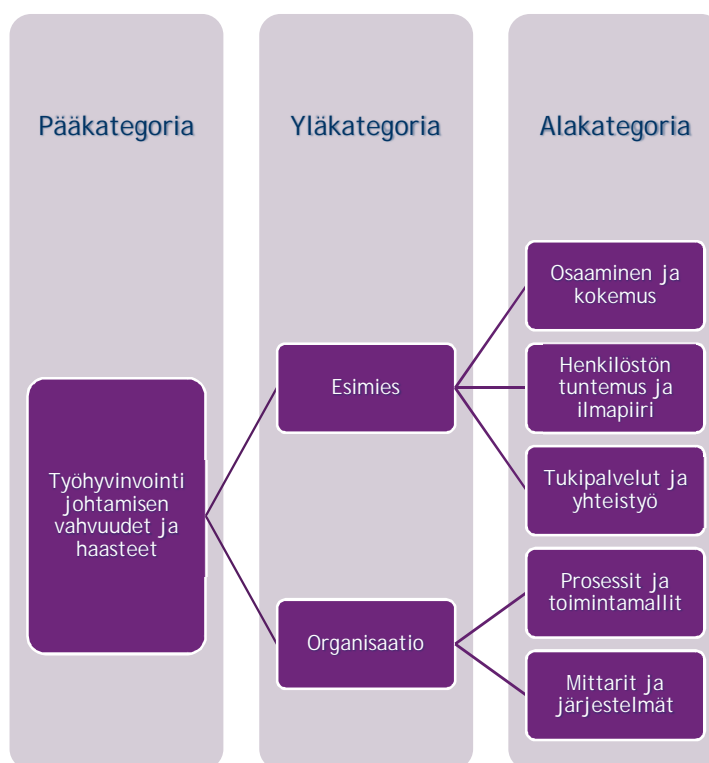 Pääkategoria
Yläkategoria
Alakategoria
Osaaminen ja
kokemus
Henkilöstön
tuntemus ja
ilmapiiri
Esimies
Työhyvinvointi
johtamisen
vahvuudet ja
haasteet
Tukipalvelut ja
yhteistyö
Prosessit ja
toimintamallit
Organisaatio
Mittarit ja
järjestelmät